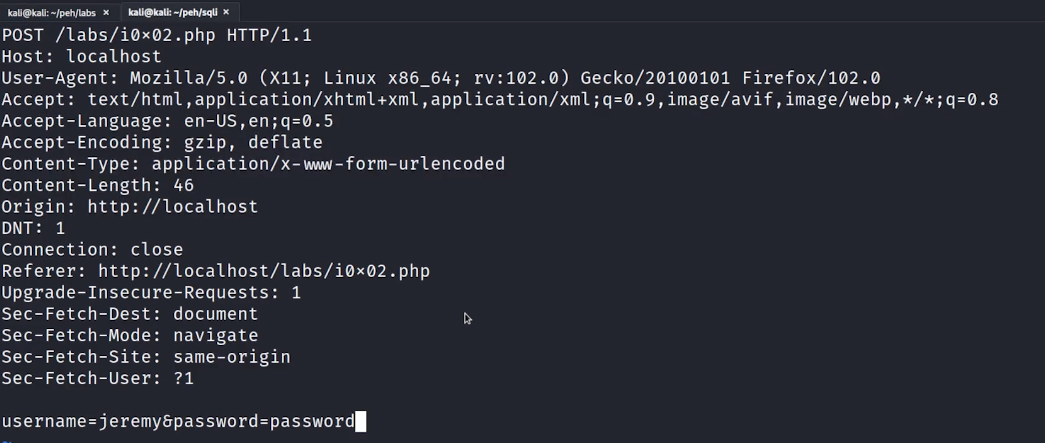 kali@kali: ~/peh/labs × kali@kali: ~/peh/sqli ×
POST /labs/i0×02.php HTTP/1.1
Host: localhost
User-Agent: Mozilla/5.0 (X11; Linux x86_64; rv:102.0) Gecko/20100101 Firefox/102.0
Accept: text/html,application/xhtml+xml,application/xml;q=0.9,image/avif,image/webp,*/*;q=0.8
Accept-Language: en-US,en;q=0.5
Accept-Encoding: gzip, deflate
Content-Type: application/x-www-form-urlencoded
Content-Length: 46
Origin: http://localhost
DNT: 1
Connection: close
Referer: http://localhost/labs/i0×02.php
Upgrade-Insecure-Requests: 1
Sec-Fetch-Dest: document
Sec-Fetch-Mode: navigate
Sec-Fetch-Site: same-origin
Sec-Fetch-User: ?1
username=jeremy&password=password